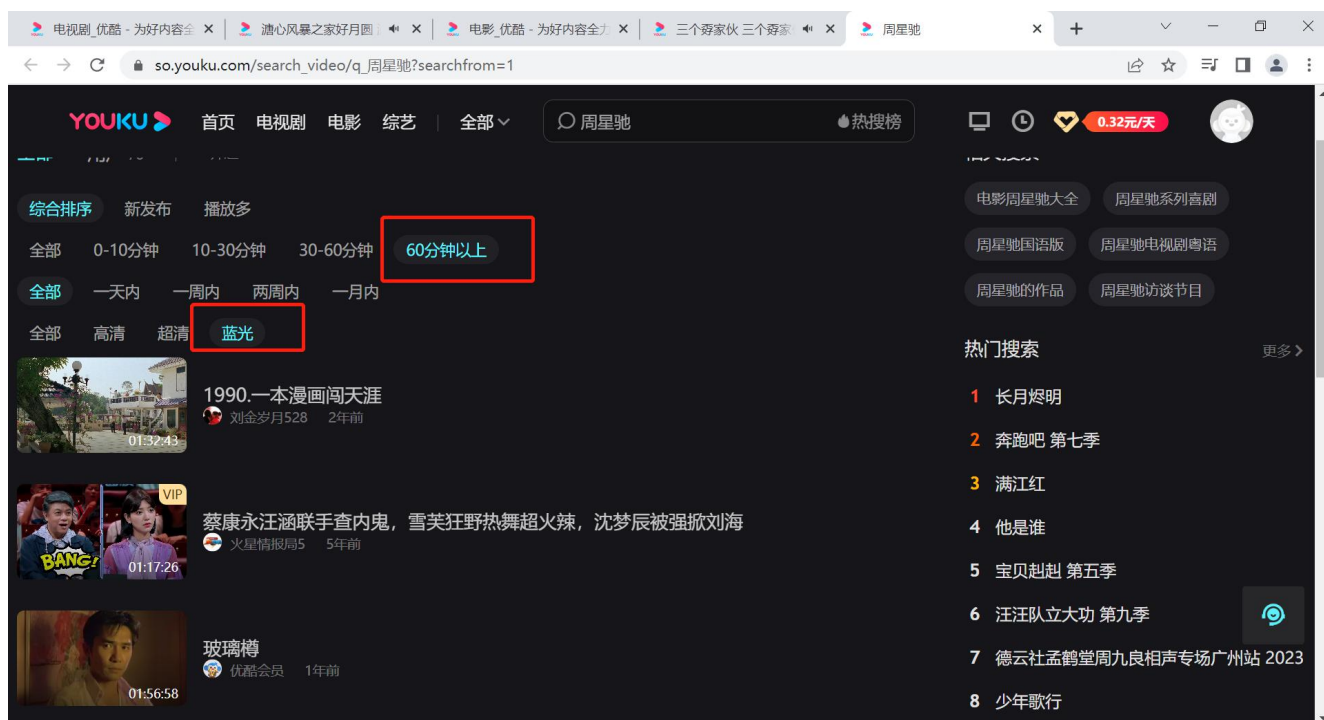 电视剧_优酷 - 为好内容全
溏心风暴之家好月圆
电影_优酷 - 为好内容全力
三个孬家伙 三个孬家
周星驰
so.youku.com/search_video/q_周星驰?searchfrom=1
YOUKU 首页 电视剧 电影 综艺 全部 周星驰 热搜榜 0.32元/天
综合排序 新发布 播放多
全部 0-10分钟 10-30分钟 30-60分钟 60分钟以上
全部 一天内 一周内 两周内 一月内
全部 高清 超清 蓝光
01:32:43
1990.一本漫画闯天涯
刘金岁月528 2年前
VIP
BANG!
01:17:26
蔡康永汪涵联手查内鬼，雪芙狂野热舞超火辣，沈梦辰被强掀刘海
火星情报局5 5年前
01:56:58
玻璃樽
优酷会员 1年前
电影周星驰大全 周星驰系列喜剧
周星驰国语版 周星驰电视剧粤语
周星驰的作品 周星驰访谈节目
热门搜索 更多
1 长月烬明
2 奔跑吧 第七季
3 满江红
4 他是谁
5 宝贝赳赳 第五季
6 汪汪队立大功 第九季
7 德云社孟鹤堂周九良相声专场广州站 2023
8 少年歌行